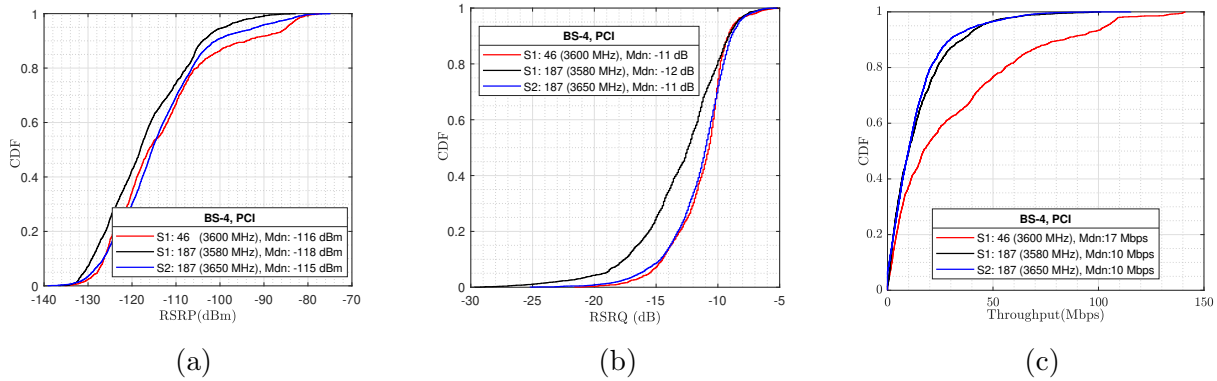 1
0.8
0.6
0.4
0.2
0
CDF
BS-4, PCI
S1: 46 (3600 MHz), Mdn: -116 dBm
S1: 187 (3580 MHz), Mdn: -118 dBm
S2: 187 (3650 MHz), Mdn: -115 dBm
-140 -130 -120 -110 -100 -90 -80 -70
RSRP(dBm)
(a)
1
0.8
0.6
0.4
0.2
0
CDF
BS-4, PCI
S1: 46 (3600 MHz), Mdn: -11 dB
S1: 187 (3580 MHz), Mdn: -12 dB
S2: 187 (3650 MHz), Mdn: -11 dB
-30 -25 -20 -15 -10 -5
RSRQ (dB)
(b)
1
0.8
0.6
0.4
0.2
0
CDF
BS-4, PCI
S1: 46 (3600 MHz), Mdn:17 Mbps
S1: 187 (3580 MHz), Mdn:10 Mbps
S2: 187 (3650 MHz), Mdn:10 Mbps
0 50 100 150
Throughput(Mbps)
(c)